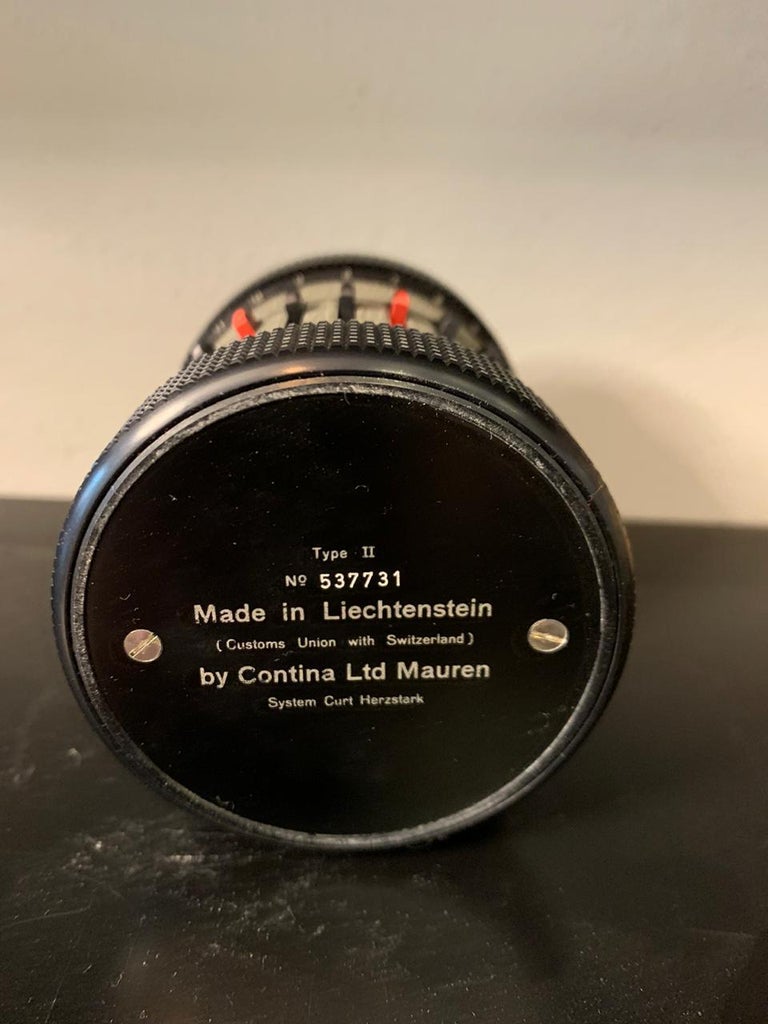 Type II
Nº 537731
Made in Liechtenstein
(Customs Union with Switzerland)
by Contina Ltd Mauren
System Curt Herzstark